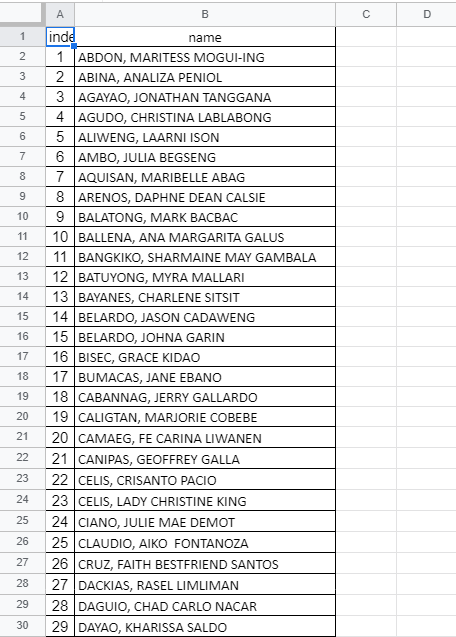 A B C D
1 inde name
2 1 ABDON, MARITESS MOGUI-ING
3 2 ABINA, ANALIZA PENIOL
4 3 AGAYAO, JONATHAN TANGGANA
5 4 AGUDO, CHRISTINA LABLABONG
6 5 ALIWENG, LAARNI ISON
7 6 AMBO, JULIA BEGSENG
8 7 AQUISAN, MARIBELLE ABAG
9 8 ARENOS, DAPHNE DEAN CALSIE
10 9 BALATONG, MARK BACBAC
11 10 BALLENA, ANA MARGARITA GALUS
12 11 BANGKIKO, SHARMAINE MAY GAMBALA
13 12 BATUYONG, MYRA MALLARI
14 13 BAYANES, CHARLENE SITSIT
15 14 BELARDO, JASON CADAWENG
16 15 BELARDO, JOHNA GARIN
17 16 BISEC, GRACE KIDAO
18 17 BUMACAS, JANE EBANO
19 18 CABANNAG, JERRY GALLARDO
20 19 CALIGTAN, MARJORIE COBEBE
21 20 CAMAEG, FE CARINA LIWANEN
22 21 CANIPAS, GEOFFREY GALLA
23 22 CELIS, CRISANTO PACIO
24 23 CELIS, LADY CHRISTINE KING
25 24 CIANO, JULIE MAE DEMOT
26 25 CLAUDIO, AIKO  FONTANOZA
27 26 CRUZ, FAITH BESTFRIEND SANTOS
28 27 DACKIAS, RASEL LIMLIMAN
29 28 DAGUIO, CHAD CARLO NACAR
30 29 DAYAO, KHARISSA SALDO